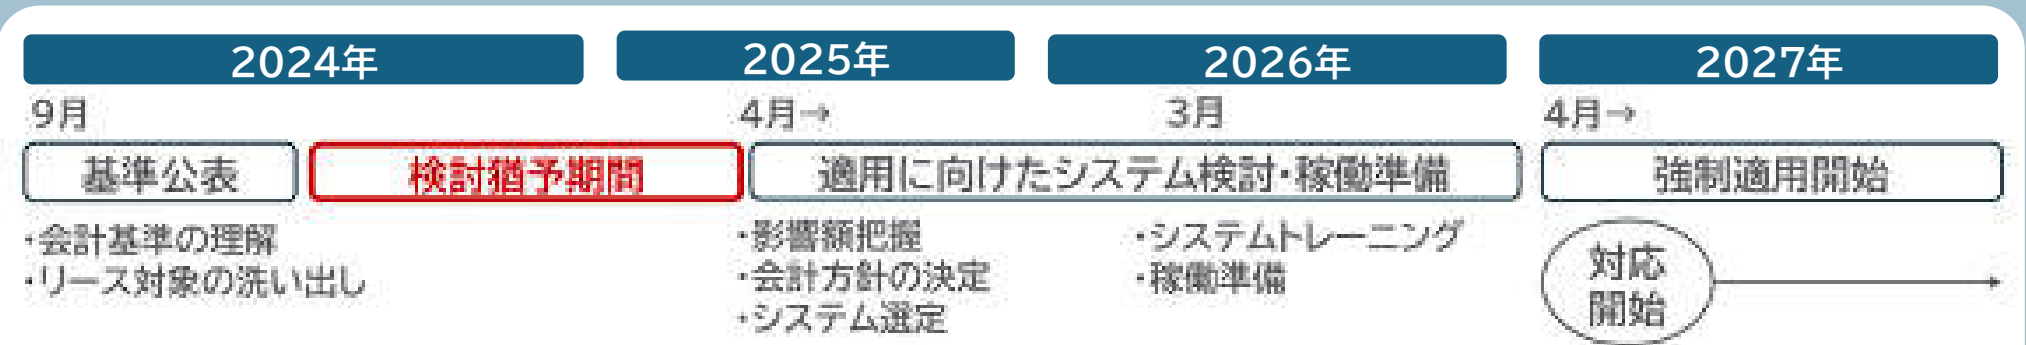 2024年
2025年
2026年
2027年
9月
4月→
3月
4月→
基準公表
検討猶予期間
適用に向けたシステム検討・稼働準備
強制適用開始
・会計基準の理解
・リース対象の洗い出し
・影響額把握
・会計方針の決定
・システム選定
・システムトレーニング
・稼働準備
対応
開始